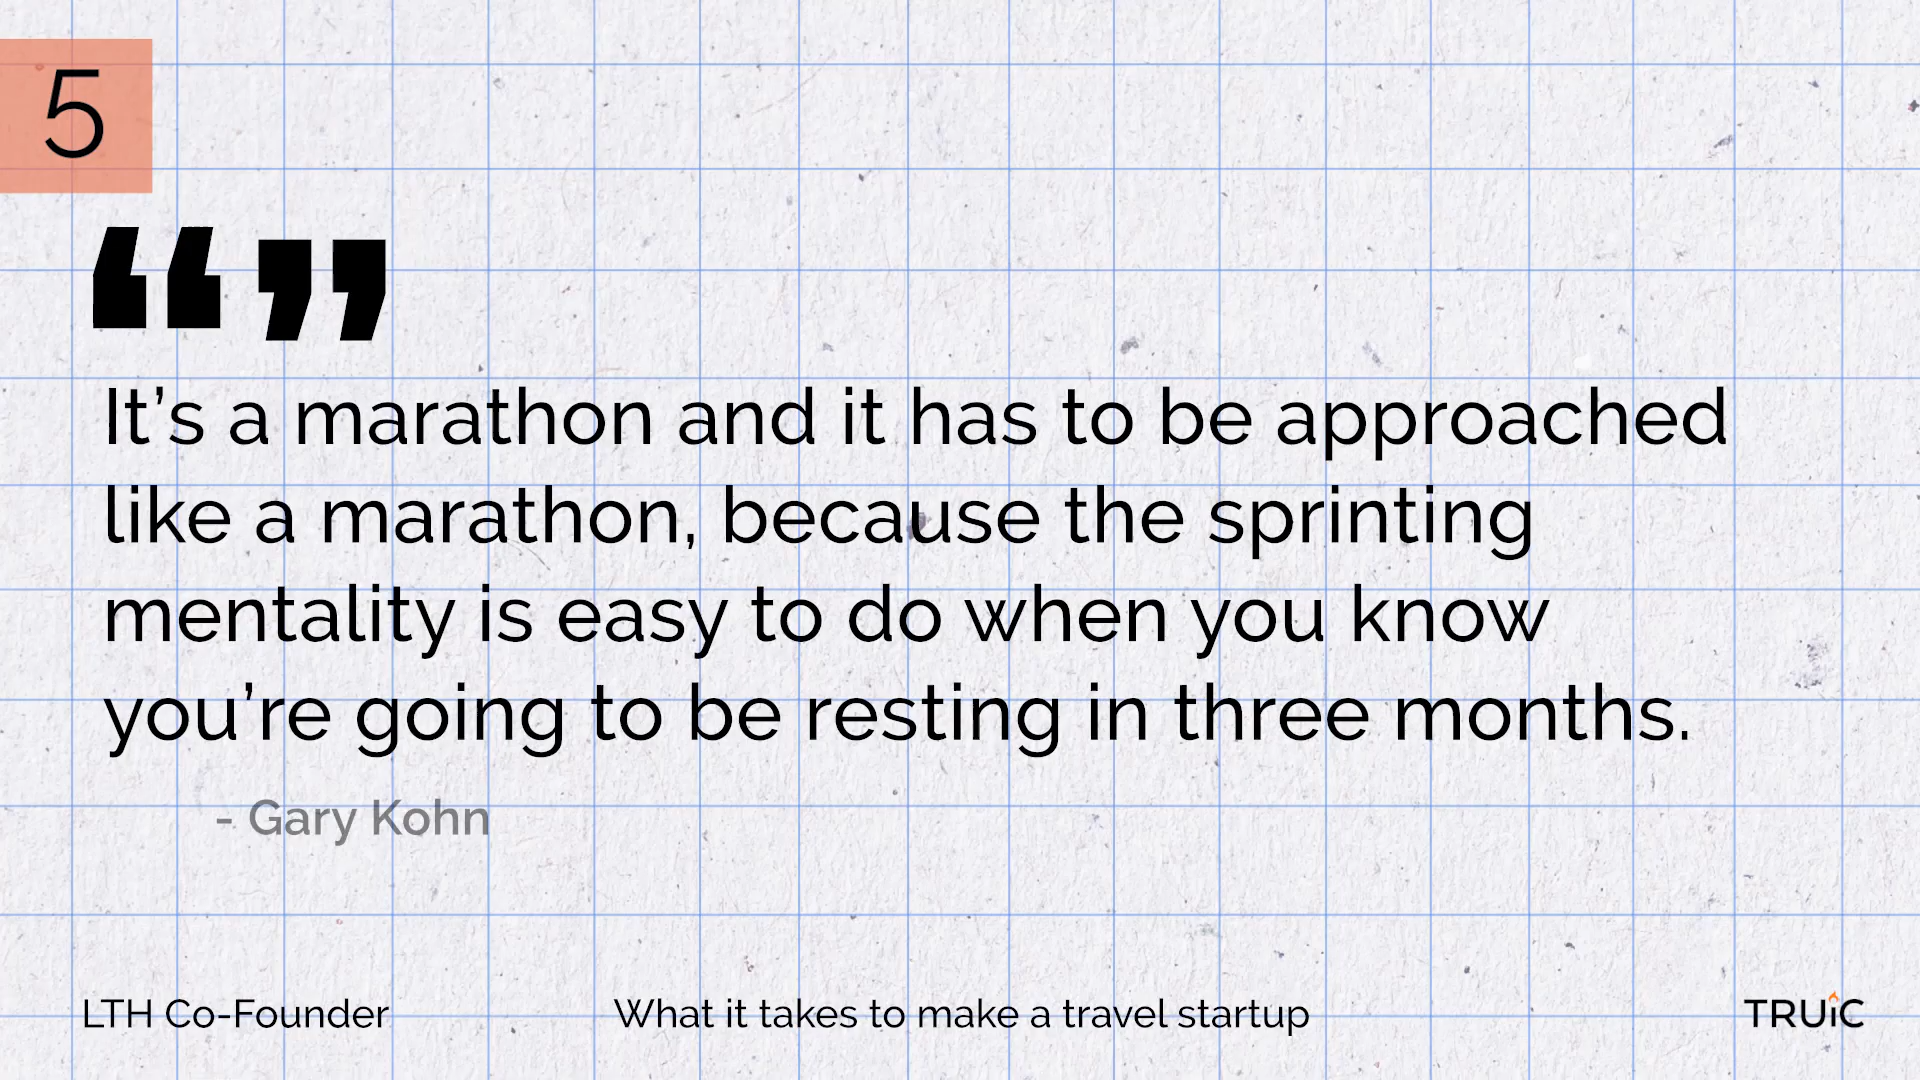 5
“”
It’s a marathon and it has to be approached
like a marathon, because the sprinting
mentality is easy to do when you know
you’re going to be resting in three months.
- Gary Kohn
LTH Co-Founder
What it takes to make a travel startup
TRUiC